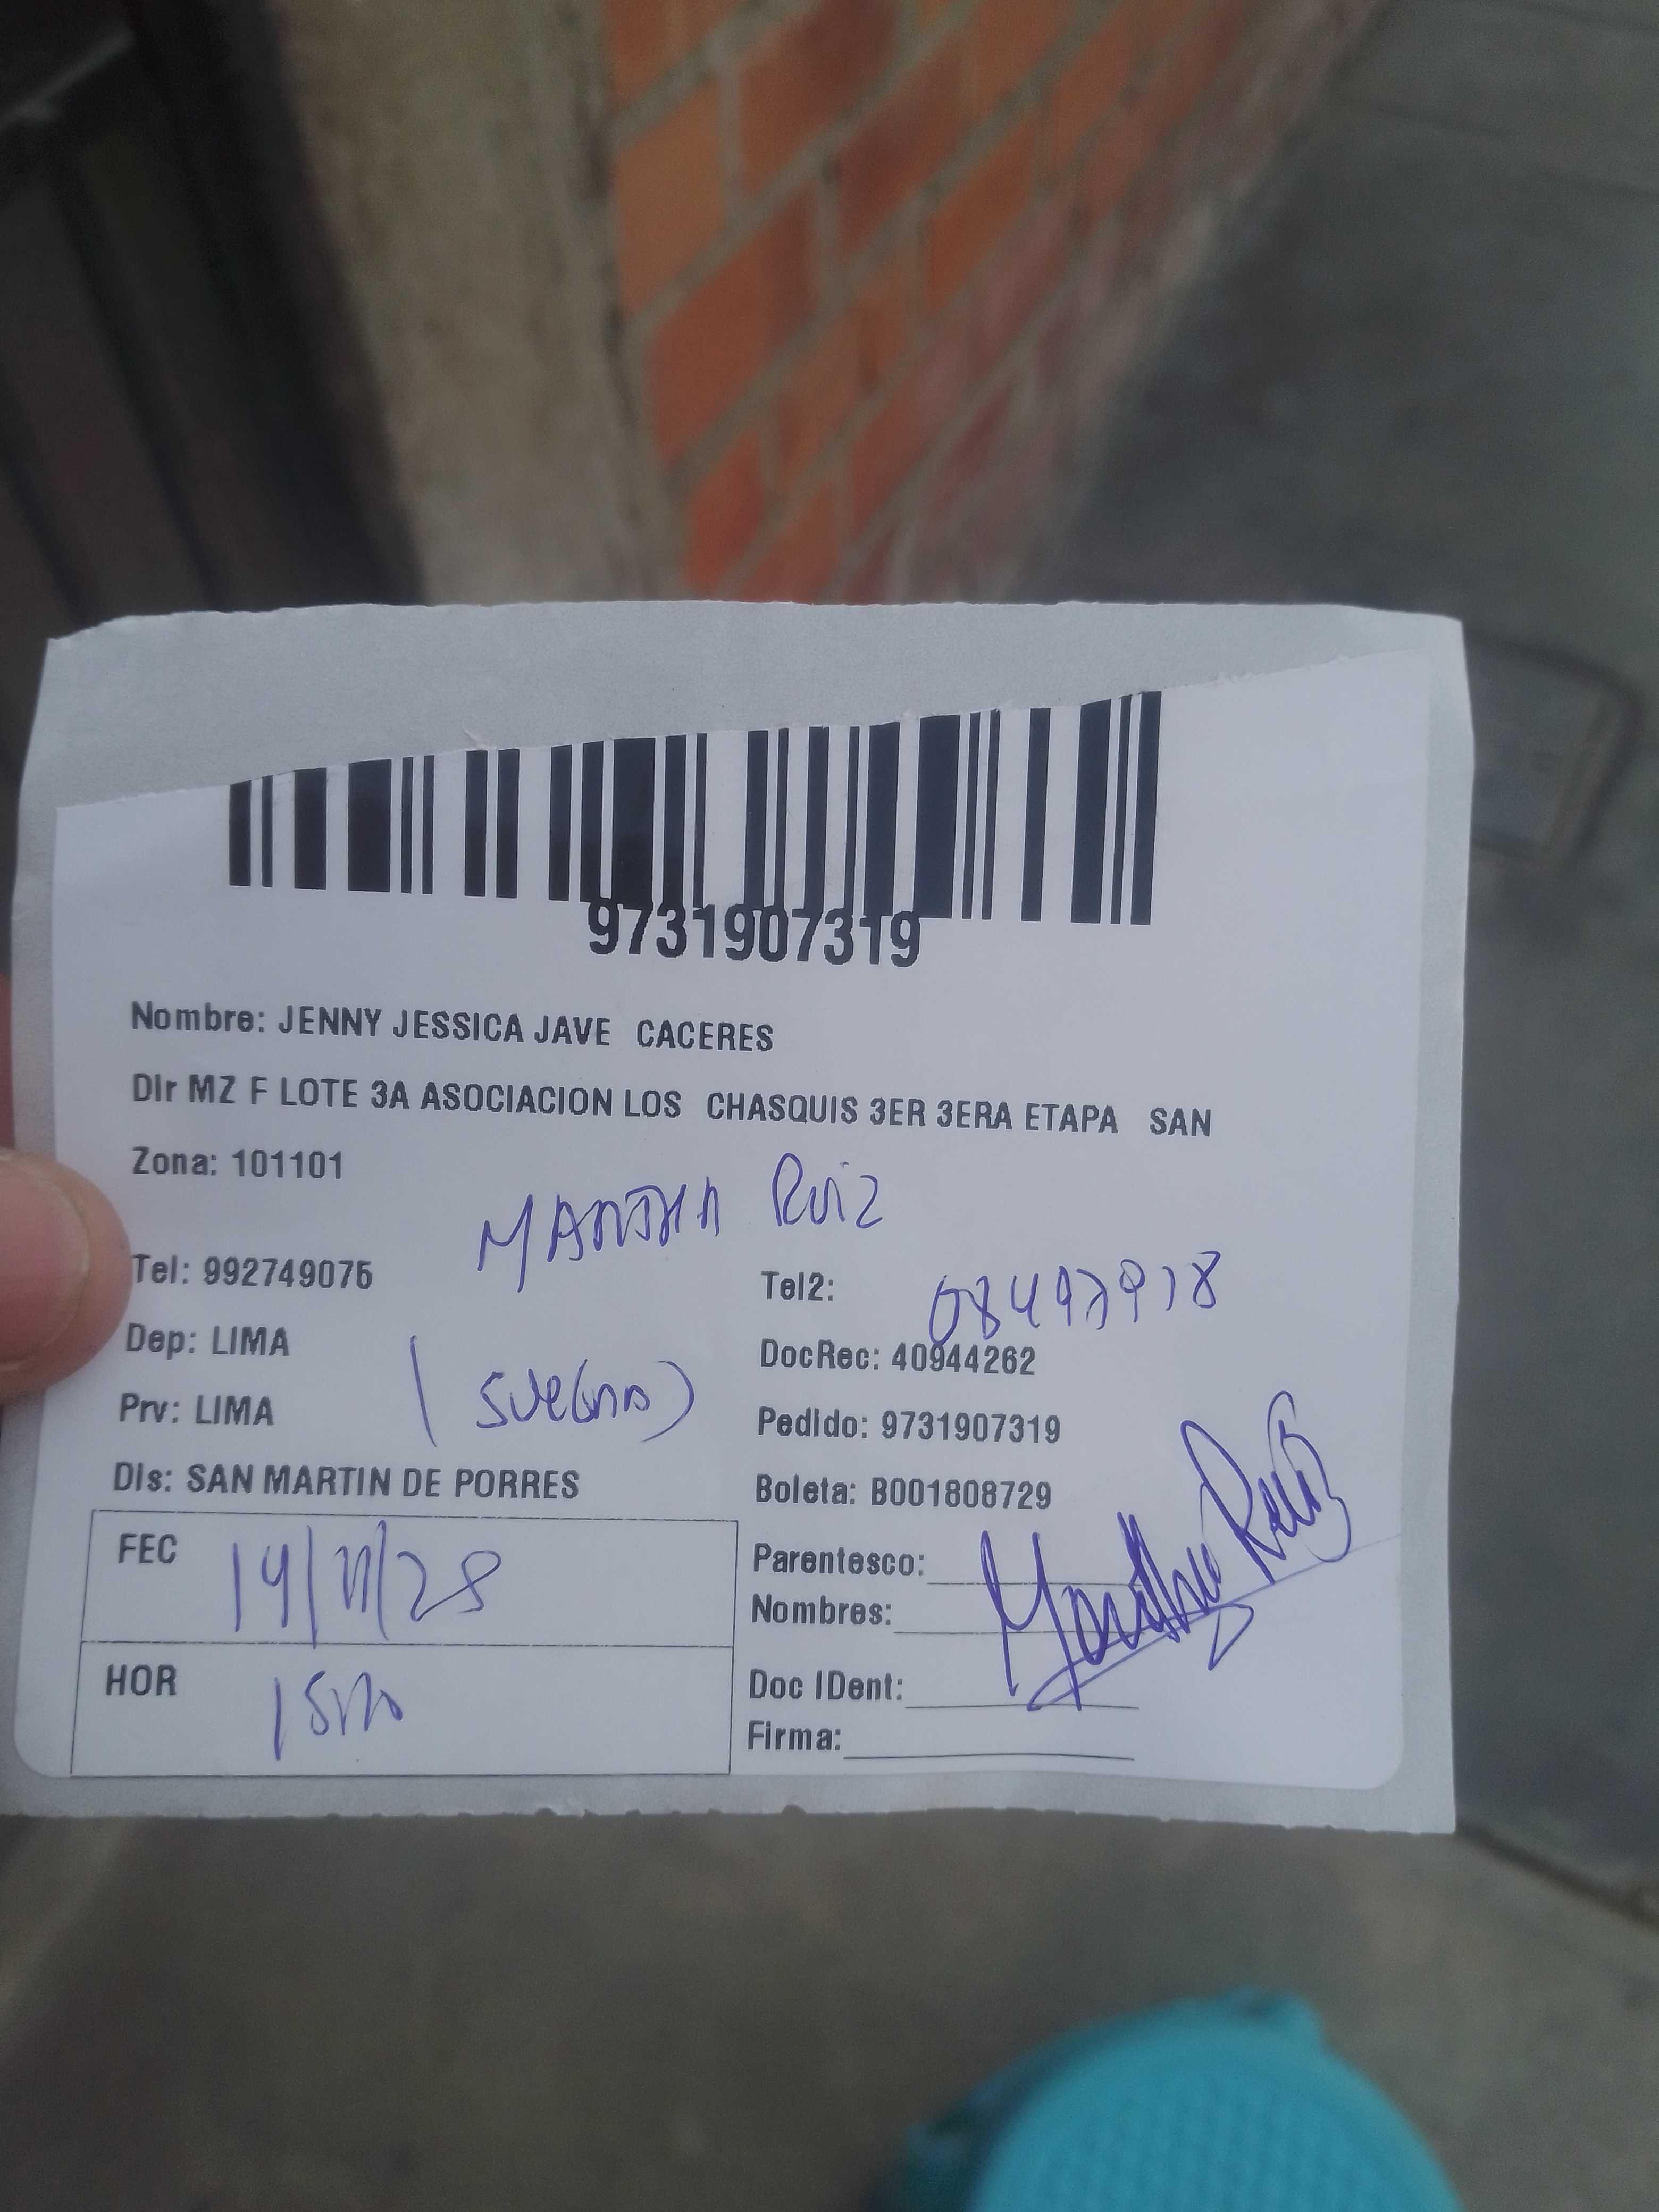 9731907319
Nombre: JENNY JESSICA JAVE CACERES
Dir MZ F LOTE 3A ASOCIACION LOS CHASQUIS 3ER 3ERA ETAPA SAN
Zona: 101101
MARTHA RUIZ
Tel: 992749075
Tel2:
Dep: LIMA
DocRec: 40944262
Prv: LIMA
(SUEGRA)
Pedido: 9731907319
Dis: SAN MARTIN DE PORRES
Boleta: B001808729
FEC
Parentesco:
Nombres:
Martha Ruiz
HOR
Doc IDent:
Firma: